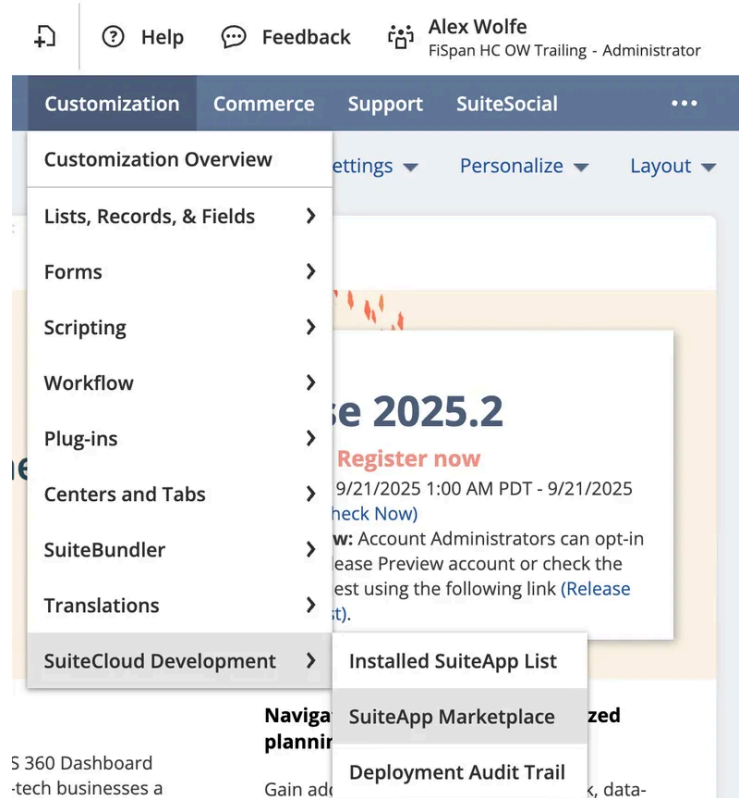 Help
Feedback
Alex Wolfe
FiSpan HC OW Trailing - Administrator
Customization
Commerce
Support
SuiteSocial
Customization Overview
ettings
Personalize
Layout
Lists, Records, & Fields
Forms
Scripting
Workflow
Plug-ins
Centers and Tabs
SuiteBundler
Translations
SuiteCloud Development
se 2025.2
Register now
9/21/2025 1:00 AM PDT - 9/21/2025
heck Now)
w: Account Administrators can opt-in
ease Preview account or check the
est using the following link (Release
st).
Installed SuiteApp List
SuiteApp Marketplace
Deployment Audit Trail
Naviga
zed
plannin
S 360 Dashboard
-tech businesses a
Gain add
k, data-